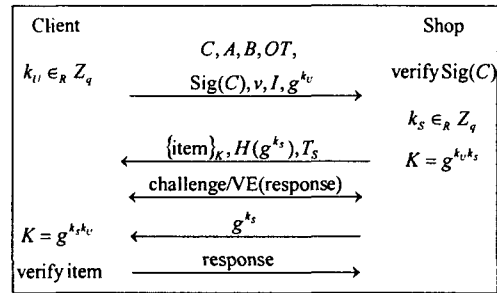 Client Shop
C, A, B, OT,
k_U ∈_R Z_q verify Sig(C)
Sig(C), v, I, g^{k_U}
k_S ∈_R Z_q
{item}_K, H(g^{k_S}), T_S K = g^{k_U k_S}
challenge/VE(response)
g^{k_S}
K = g^{k_S k_U}
verify item response